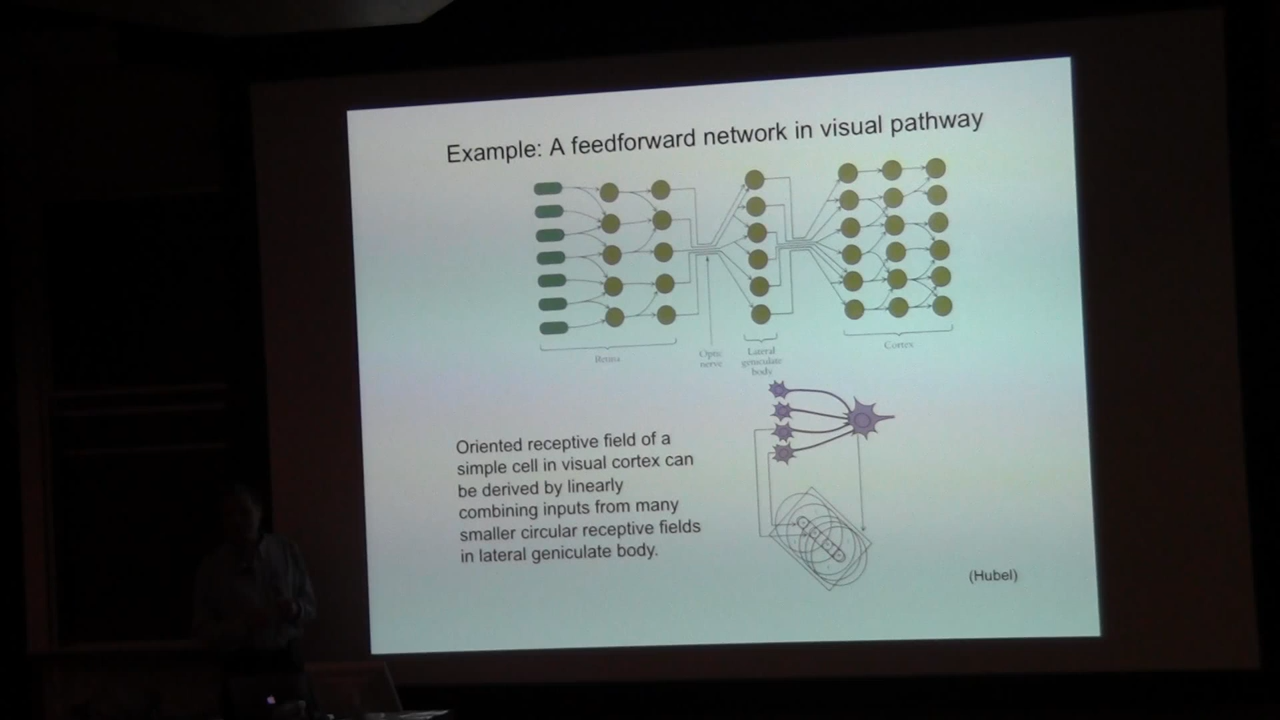 Example: A feedforward network in visual pathway
Retina
Optic
nerve
Lateral
geniculate
body
Cortex
Oriented receptive field of a
simple cell in visual cortex can
be derived by linearly
combining inputs from many
smaller circular receptive fields
in lateral geniculate body.
(Hubel)